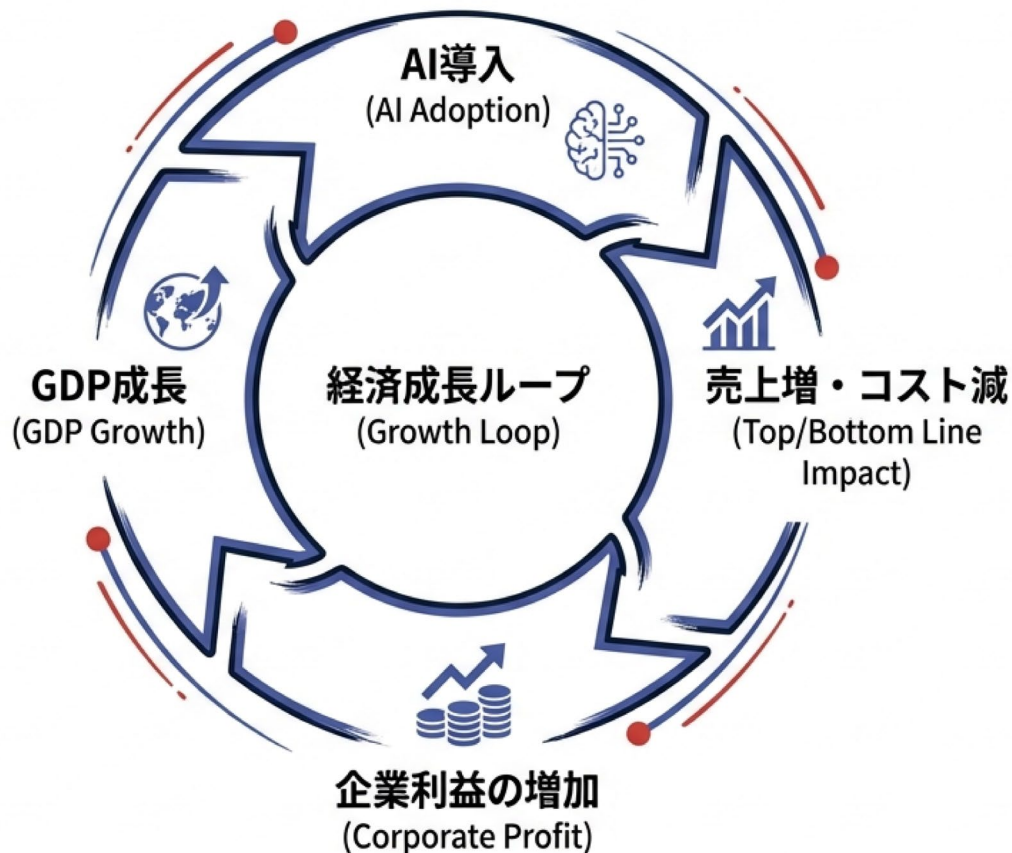 AI導入
(AI Adoption)
GDP成長
(GDP Growth)
経済成長ループ
(Growth Loop)
売上増・コスト減
(Top/Bottom Line
Impact)
企業利益の増加
(Corporate Profit)